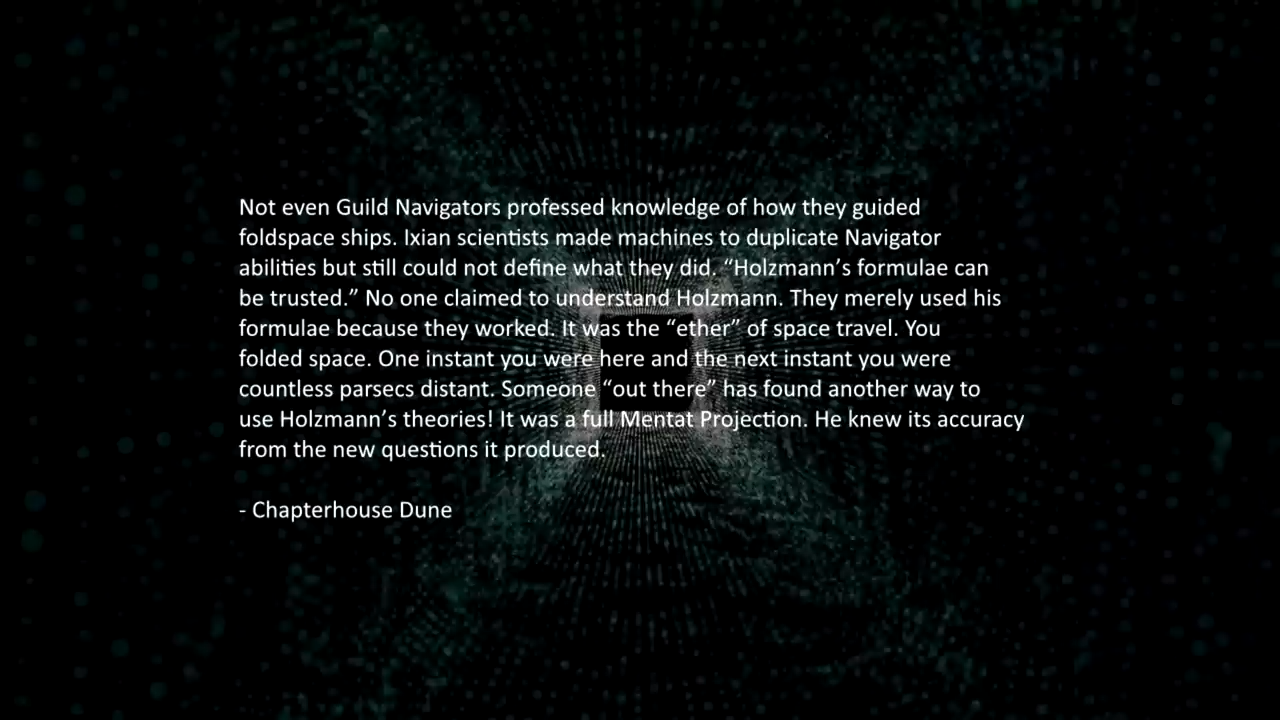 Not even Guild Navigators professed knowledge of how they guided
foldspace ships. Ixian scientists made machines to duplicate Navigator
abilities but still could not define what they did. “Holzmann’s formulae can
be trusted.” No one claimed to understand Holzmann. They merely used his
formulae because they worked. It was the “ether” of space travel. You
folded space. One instant you were here and the next instant you were
countless parsecs distant. Someone “out there” has found another way to
use Holzmann’s theories! It was a full Mentat Projection. He knew its accuracy
from the new questions it produced.
- Chapterhouse Dune